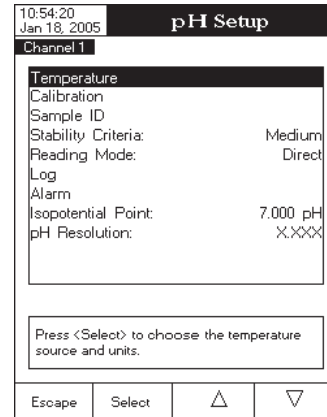 10:54:20
Jan 18, 2005
pH Setup
Channel 1
Temperature
Calibration
Sample ID
Stability Criteria: Medium
Reading Mode: Direct
Log
Alarm
Isopotential Point: 7.000 pH
pH Resolution: X.XXX
Press <Select> to choose the temperature
source and units.
Escape Select △ ▽